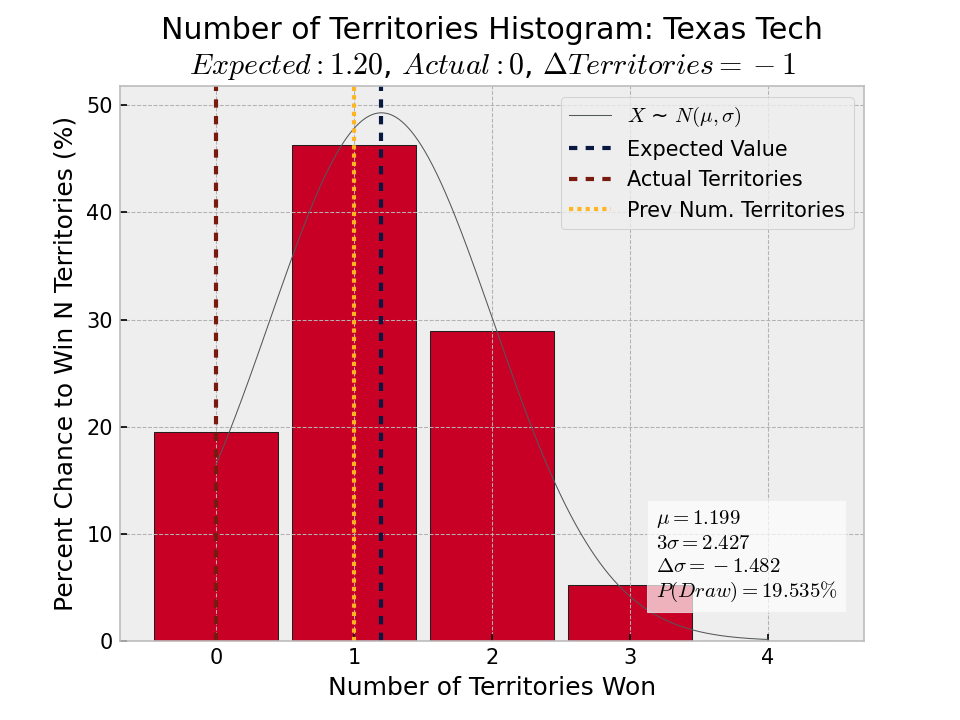 Number of Territories Histogram: Texas Tech
Expected : 1.20, Actual : 0, ΔTerritories = −1
50
40
30
20
10
0
Percent Chance to Win N Territories (%)
X ~ N(μ, σ)
Expected Value
Actual Territories
Prev Num. Territories
μ = 1.199
3σ = 2.427
Δσ = −1.482
P(Draw) = 19.535%
0 1 2 3 4
Number of Territories Won